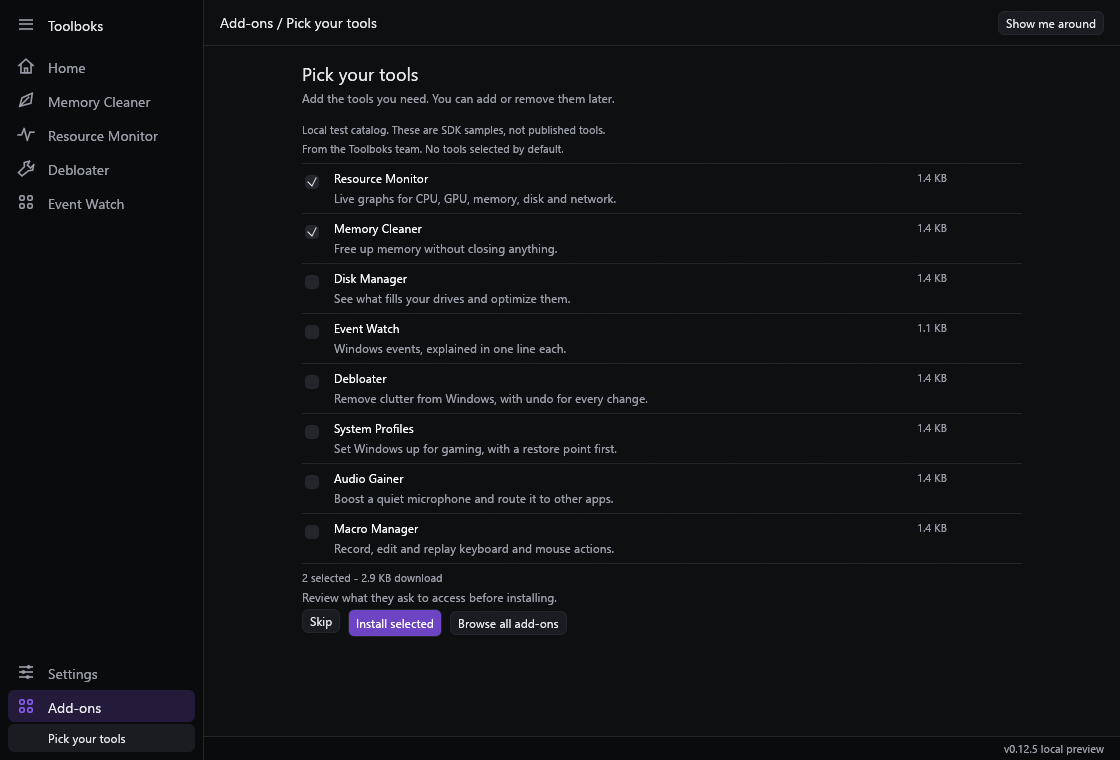 Toolboks
Add-ons / Pick your tools
Show me around
Home
Memory Cleaner
Resource Monitor
Debloater
Event Watch
Pick your tools
Add the tools you need. You can add or remove them later.
Local test catalog. These are SDK samples, not published tools.
From the Toolboks team. No tools selected by default.
Resource Monitor
1.4 KB
Live graphs for CPU, GPU, memory, disk and network.
Memory Cleaner
1.4 KB
Free up memory without closing anything.
Disk Manager
1.4 KB
See what fills your drives and optimize them.
Event Watch
1.1 KB
Windows events, explained in one line each.
Debloater
1.4 KB
Remove clutter from Windows, with undo for every change.
System Profiles
1.4 KB
Set Windows up for gaming, with a restore point first.
Audio Gainer
1.4 KB
Boost a quiet microphone and route it to other apps.
Macro Manager
1.4 KB
Record, edit and replay keyboard and mouse actions.
2 selected - 2.9 KB download
Review what they ask to access before installing.
Skip
Install selected
Browse all add-ons
Settings
Add-ons
Pick your tools
v0.12.5 local preview